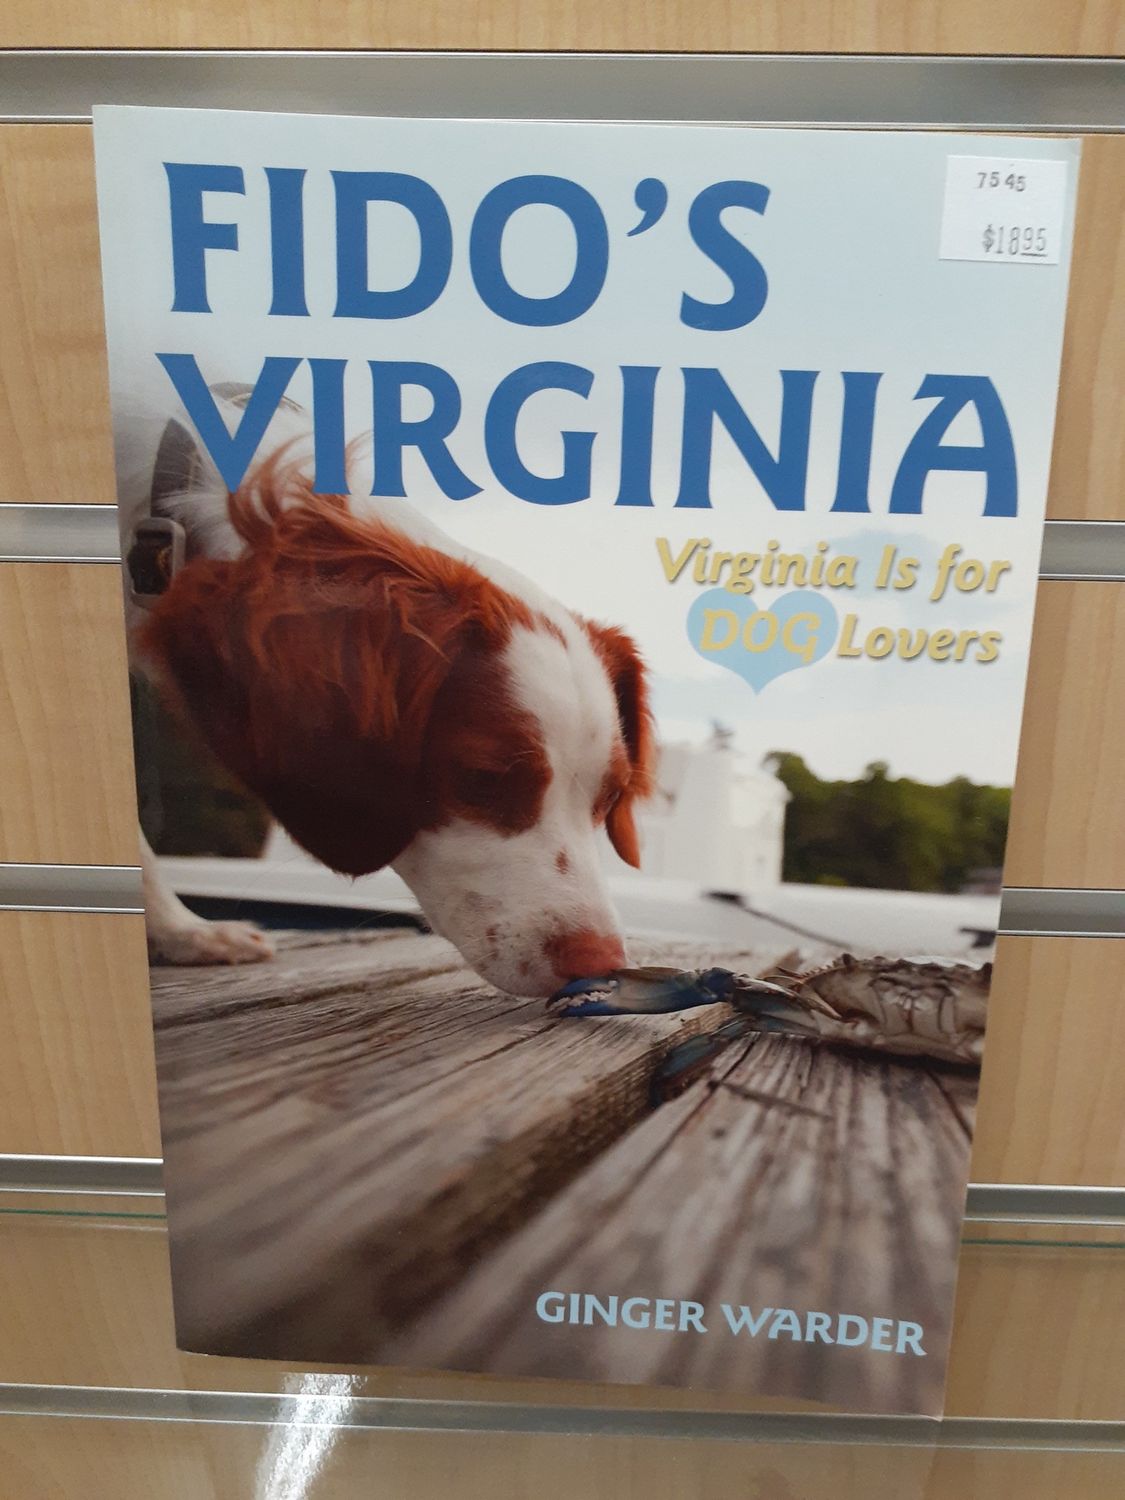 FIDO'S
7545
$1895
VIRGINIA
Virginia Is for
DOG Lovers
GINGER WARDER